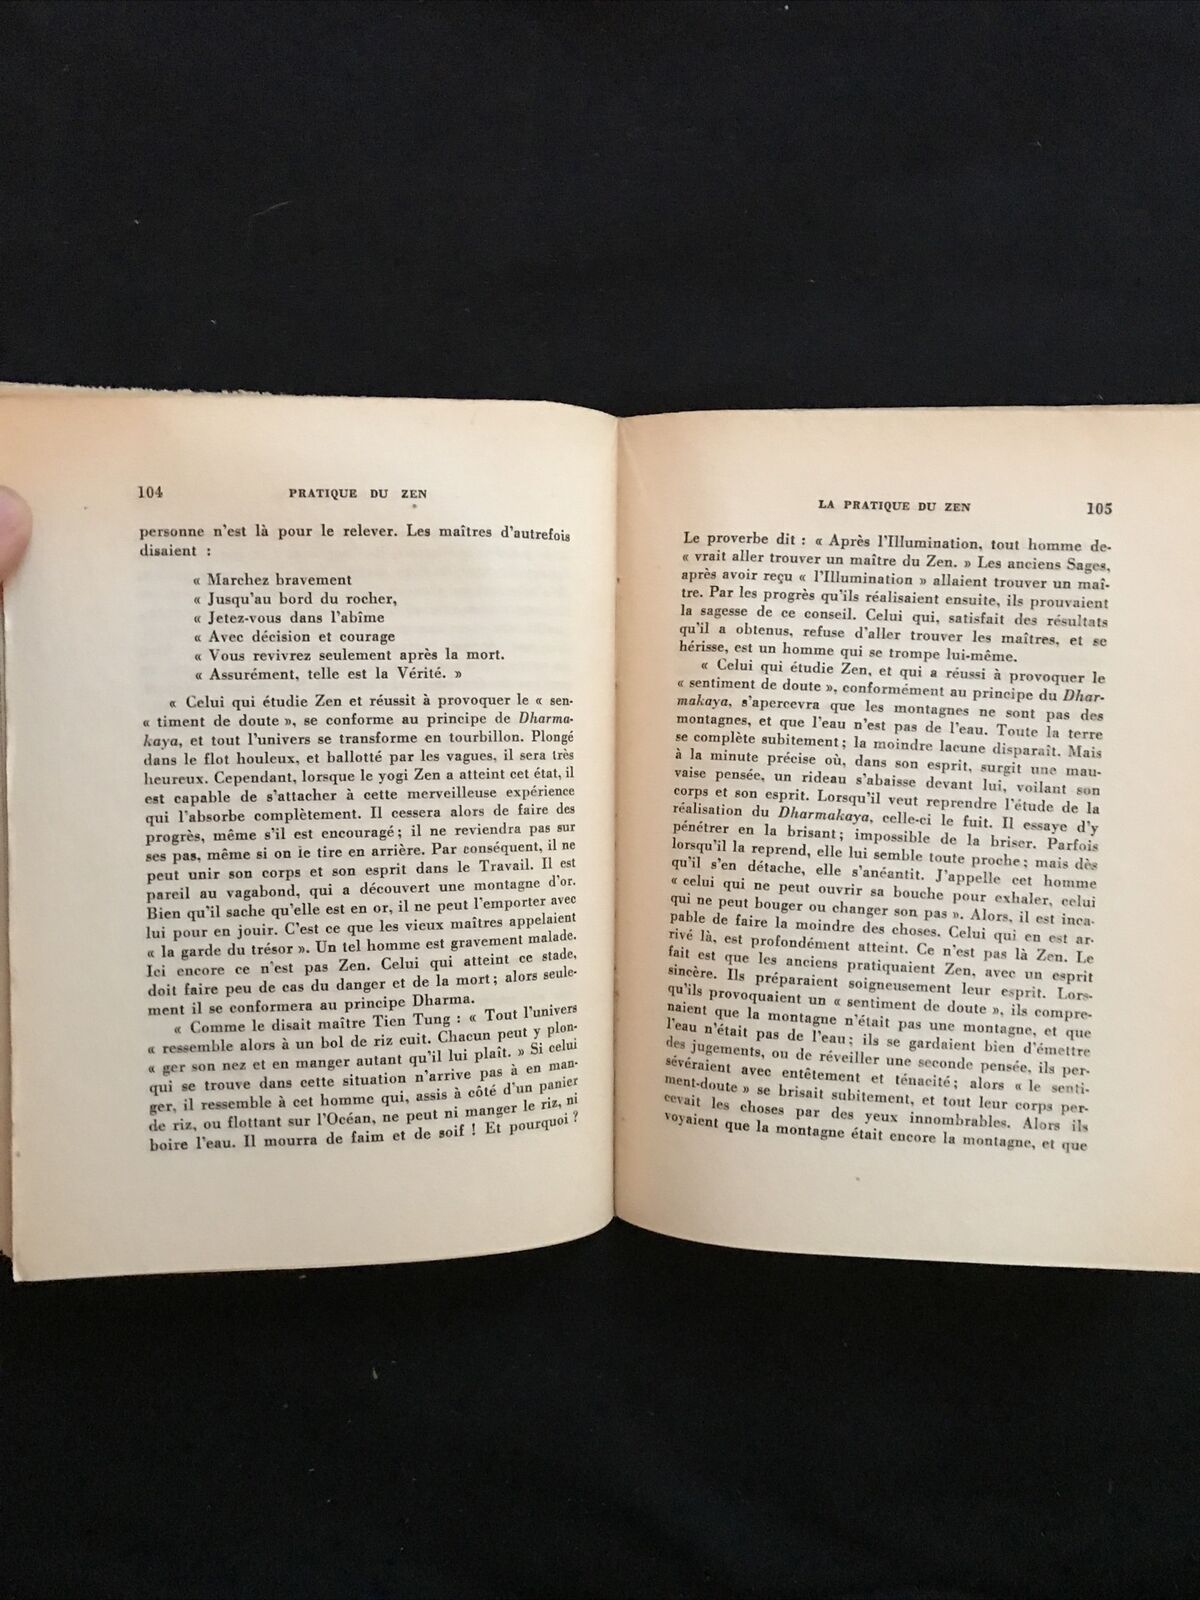 104 PRATIQUE DU ZEN
personne n'est là pour le relever. Les maîtres d'autrefois
disaient :
« Marchez bravement
« Jusqu'au bord du rocher,
« Jetez-vous dans l'abîme
« Avec décision et courage
« Vous revivrez seulement après la mort.
« Assurément, telle est la Vérité. »
« Celui qui étudie Zen et réussit à provoquer le « sen-
« timent de doute », se conforme au principe de Dharma-
kaya, et tout l'univers se transforme en tourbillon. Plongé
dans le flot houleux, et ballotté par les vagues, il sera très
heureux. Cependant, lorsque le yogi Zen a atteint cet état, il
est capable de s'attacher à cette merveilleuse expérience
qui l'absorbe complètement. Il cessera alors de faire des
progrès, même s'il est encouragé ; il ne reviendra pas sur
ses pas, même si on le tire en arrière. Par conséquent, il ne
peut unir son corps et son esprit dans le Travail. Il est
pareil au vagabond, qui a découvert une montagne d'or.
Bien qu'il sache qu'elle est en or, il ne peut l'emporter avec
lui pour en jouir. C'est ce que les vieux maîtres appelaient
« la garde du trésor ». Un tel homme est gravement malade.
Ici encore ce n'est pas Zen. Celui qui atteint ce stade,
doit faire peu de cas du danger et de la mort ; alors seule-
ment il se conformera au principe Dharma.
« Comme le disait maître Tien Tung : « Tout l'univers
« ressemble alors à un bol de riz cuit. Chacun peut y plon-
« ger son nez et en manger autant qu'il lui plaît. » Si celui
qui se trouve dans cette situation n'arrive pas à en man-
ger, il ressemble à cet homme qui, assis à côté d'un panier
de riz, ou flottant sur l'Océan, ne peut ni manger le riz, ni
boire l'eau. Il mourra de faim et de soif ! Et pourquoi ?
LA PRATIQUE DU ZEN 105
Le proverbe dit : « Après l'Illumination, tout homme de-
« vrait aller trouver un maître du Zen. » Les anciens Sages,
après avoir reçu « l'Illumination » allaient trouver un maî-
tre. Par les progrès qu'ils réalisaient ensuite, ils prouvaient
la sagesse de ce conseil. Celui qui, satisfait des résultats
qu'il a obtenus, refuse d'aller trouver les maîtres, et se
hérisse, est un homme qui se trompe lui-même.
« Celui qui étudie Zen, et qui a réussi à provoquer le
« sentiment de doute », conformément au principe du Dhar-
makaya, s'apercevra que les montagnes ne sont pas des
montagnes, et que l'eau n'est pas de l'eau. Toute la terre
se complète subitement ; la moindre lacune disparaît. Mais
à la minute précise où, dans son esprit, surgit une mau-
vaise pensée, un rideau s'abaisse devant lui, voilant son
corps et son esprit. Lorsqu'il veut reprendre l'étude de la
réalisation du Dharmakaya, celle-ci le fuit. Il essaye d'y
pénétrer en la brisant ; impossible de la briser. Parfois
lorsqu'il la reprend, elle lui semble toute proche ; mais dès
qu'il s'en détache, elle s'anéantit. J'appelle cet homme
« celui qui ne peut ouvrir sa bouche pour exhaler, celui
qui ne peut bouger ou changer son pas ». Alors, il est inca-
pable de faire la moindre des choses. Celui qui en est ar-
rivé là, est profondément atteint. Ce n'est pas là Zen. Le
fait est que les anciens pratiquaient Zen, avec un esprit
sincère. Ils préparaient soigneusement leur esprit. Lors-
qu'ils provoquaient un « sentiment de doute », ils compre-
naient que la montagne n'était pas une montagne, et que
l'eau n'était pas de l'eau ; ils se gardaient bien d'émettre
des jugements, ou de réveiller une seconde pensée, ils per-
sévéraient avec entêtement et ténacité ; alors « le senti-
ment-doute » se brisait subitement, et tout leur corps per-
cevait les choses par des yeux innombrables. Alors ils
voyaient que la montagne était encore la montagne, et que